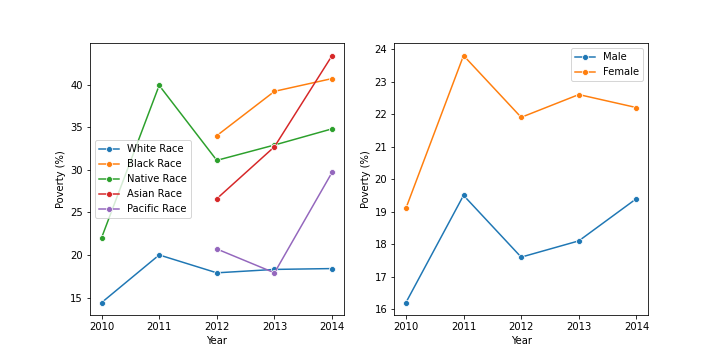 40
35
30
25
20
15
Poverty (%)
White Race
Black Race
Native Race
Asian Race
Pacific Race
2010 2011 2012 2013 2014
Year
24
23
22
21
20
19
18
17
16
Poverty (%)
Male
Female
2010 2011 2012 2013 2014
Year